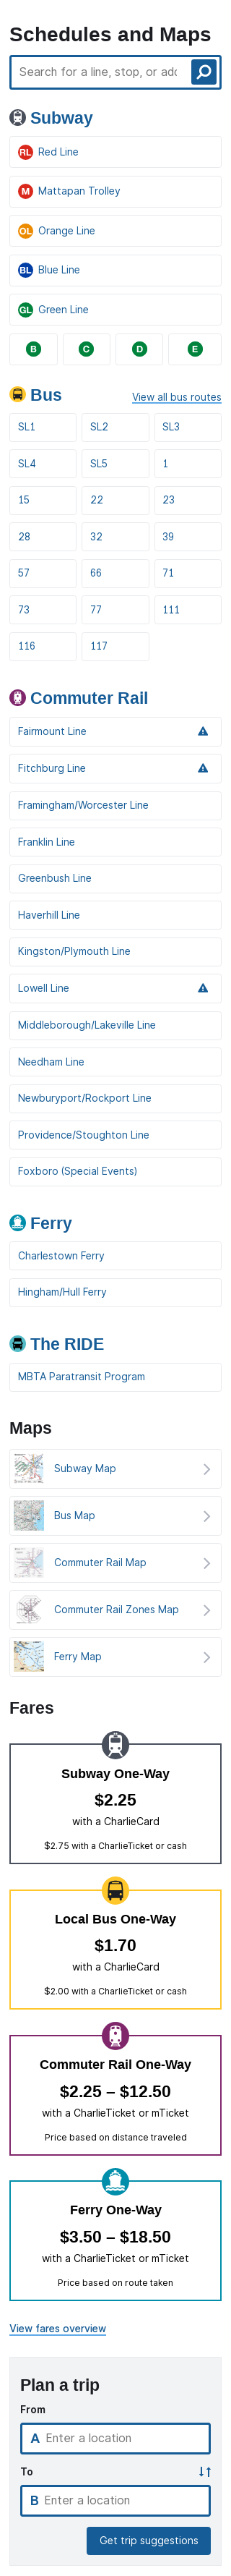 Schedules and Maps
Search for a line, stop, or add
Subway
RL Red Line
M Mattapan Trolley
OL Orange Line
BL Blue Line
GL Green Line
B C D E
Bus View all bus routes
SL1 SL2 SL3
SL4 SL5 1
15 22 23
28 32 39
57 66 71
73 77 111
116 117
Commuter Rail
Fairmount Line
Fitchburg Line
Framingham/Worcester Line
Franklin Line
Greenbush Line
Haverhill Line
Kingston/Plymouth Line
Lowell Line
Middleborough/Lakeville Line
Needham Line
Newburyport/Rockport Line
Providence/Stoughton Line
Foxboro (Special Events)
Ferry
Charlestown Ferry
Hingham/Hull Ferry
The RIDE
MBTA Paratransit Program
Maps
Subway Map
Bus Map
Commuter Rail Map
Commuter Rail Zones Map
Ferry Map
Fares
Subway One-Way
$2.25
with a CharlieCard
$2.75 with a CharlieTicket or cash
Local Bus One-Way
$1.70
with a CharlieCard
$2.00 with a CharlieTicket or cash
Commuter Rail One-Way
$2.25 – $12.50
with a CharlieTicket or mTicket
Price based on distance traveled
Ferry One-Way
$3.50 – $18.50
with a CharlieTicket or mTicket
Price based on route taken
View fares overview
Plan a trip
From
A Enter a location
To
B Enter a location
Get trip suggestions